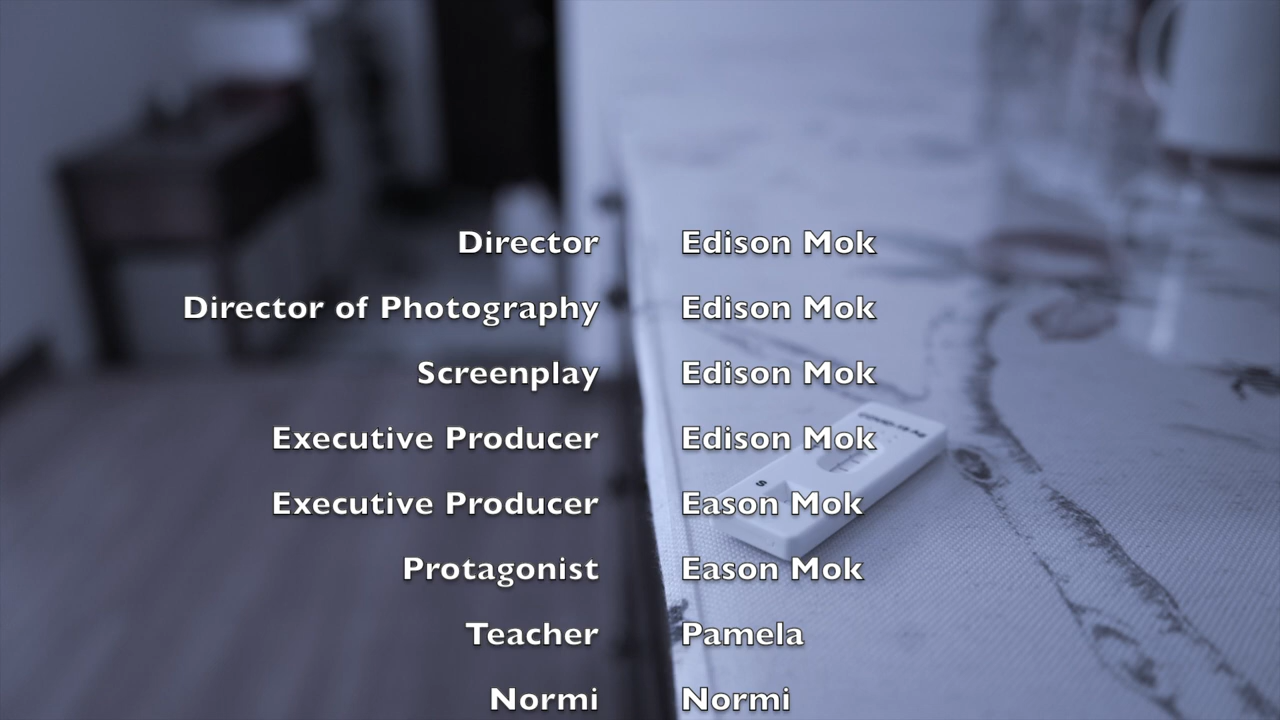 Director Edison Mok
Director of Photography Edison Mok
Screenplay Edison Mok
Executive Producer Edison Mok
Executive Producer Eason Mok
Protagonist Eason Mok
Teacher Pamela
Normi Normi
S